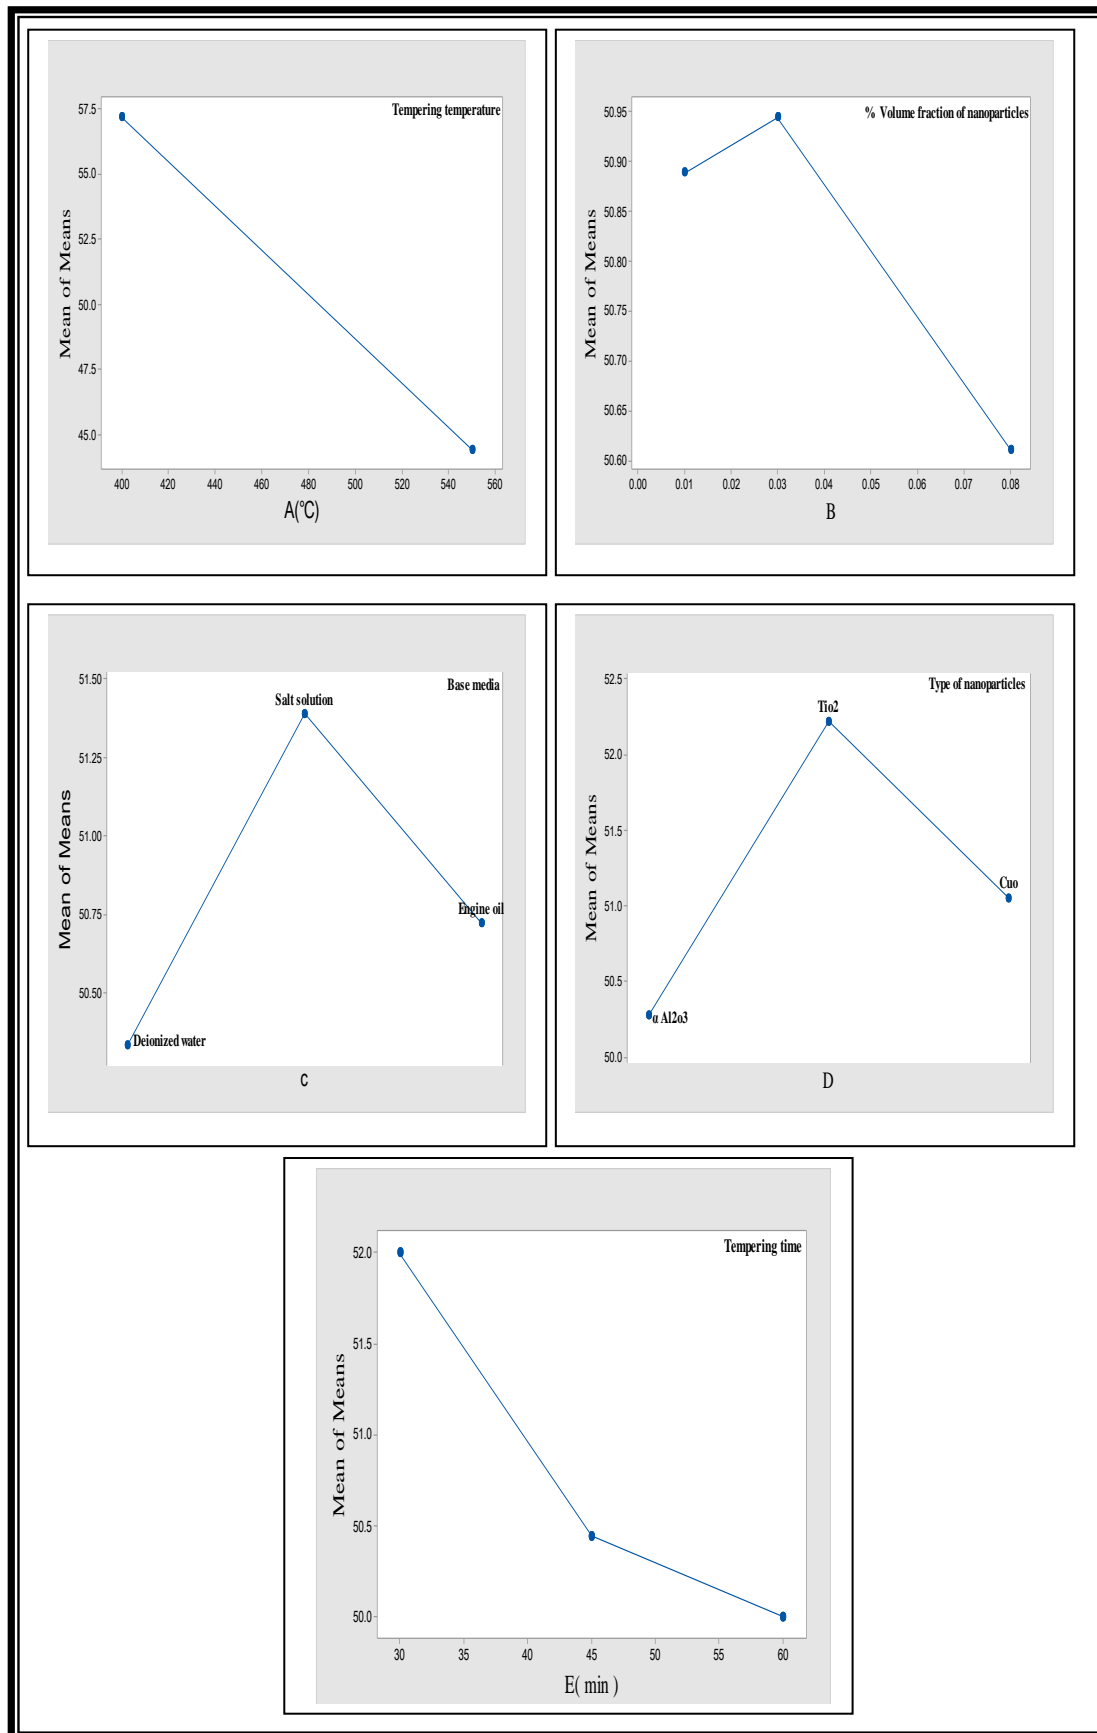 Tempering temperature
57.5
55.0
52.5
50.0
47.5
45.0
Mean of Means
400 420 440 460 480 500 520 540 560
A(°C)
% Volume fraction of nanoparticles
50.95
50.90
50.85
50.80
50.75
50.70
50.65
50.60
Mean of Means
0.00 0.01 0.02 0.03 0.04 0.05 0.06 0.07 0.08
B
Base media
51.50
51.25
51.00
50.75
50.50
Mean of Means
Salt solution
Engine oil
Deionized water
C
Type of nanoparticles
52.5
52.0
51.5
51.0
50.5
50.0
Mean of Means
Tio2
Cuo
α Al2o3
D
Tempering time
52.0
51.5
51.0
50.5
50.0
Mean of Means
30 35 40 45 50 55 60
E( min )